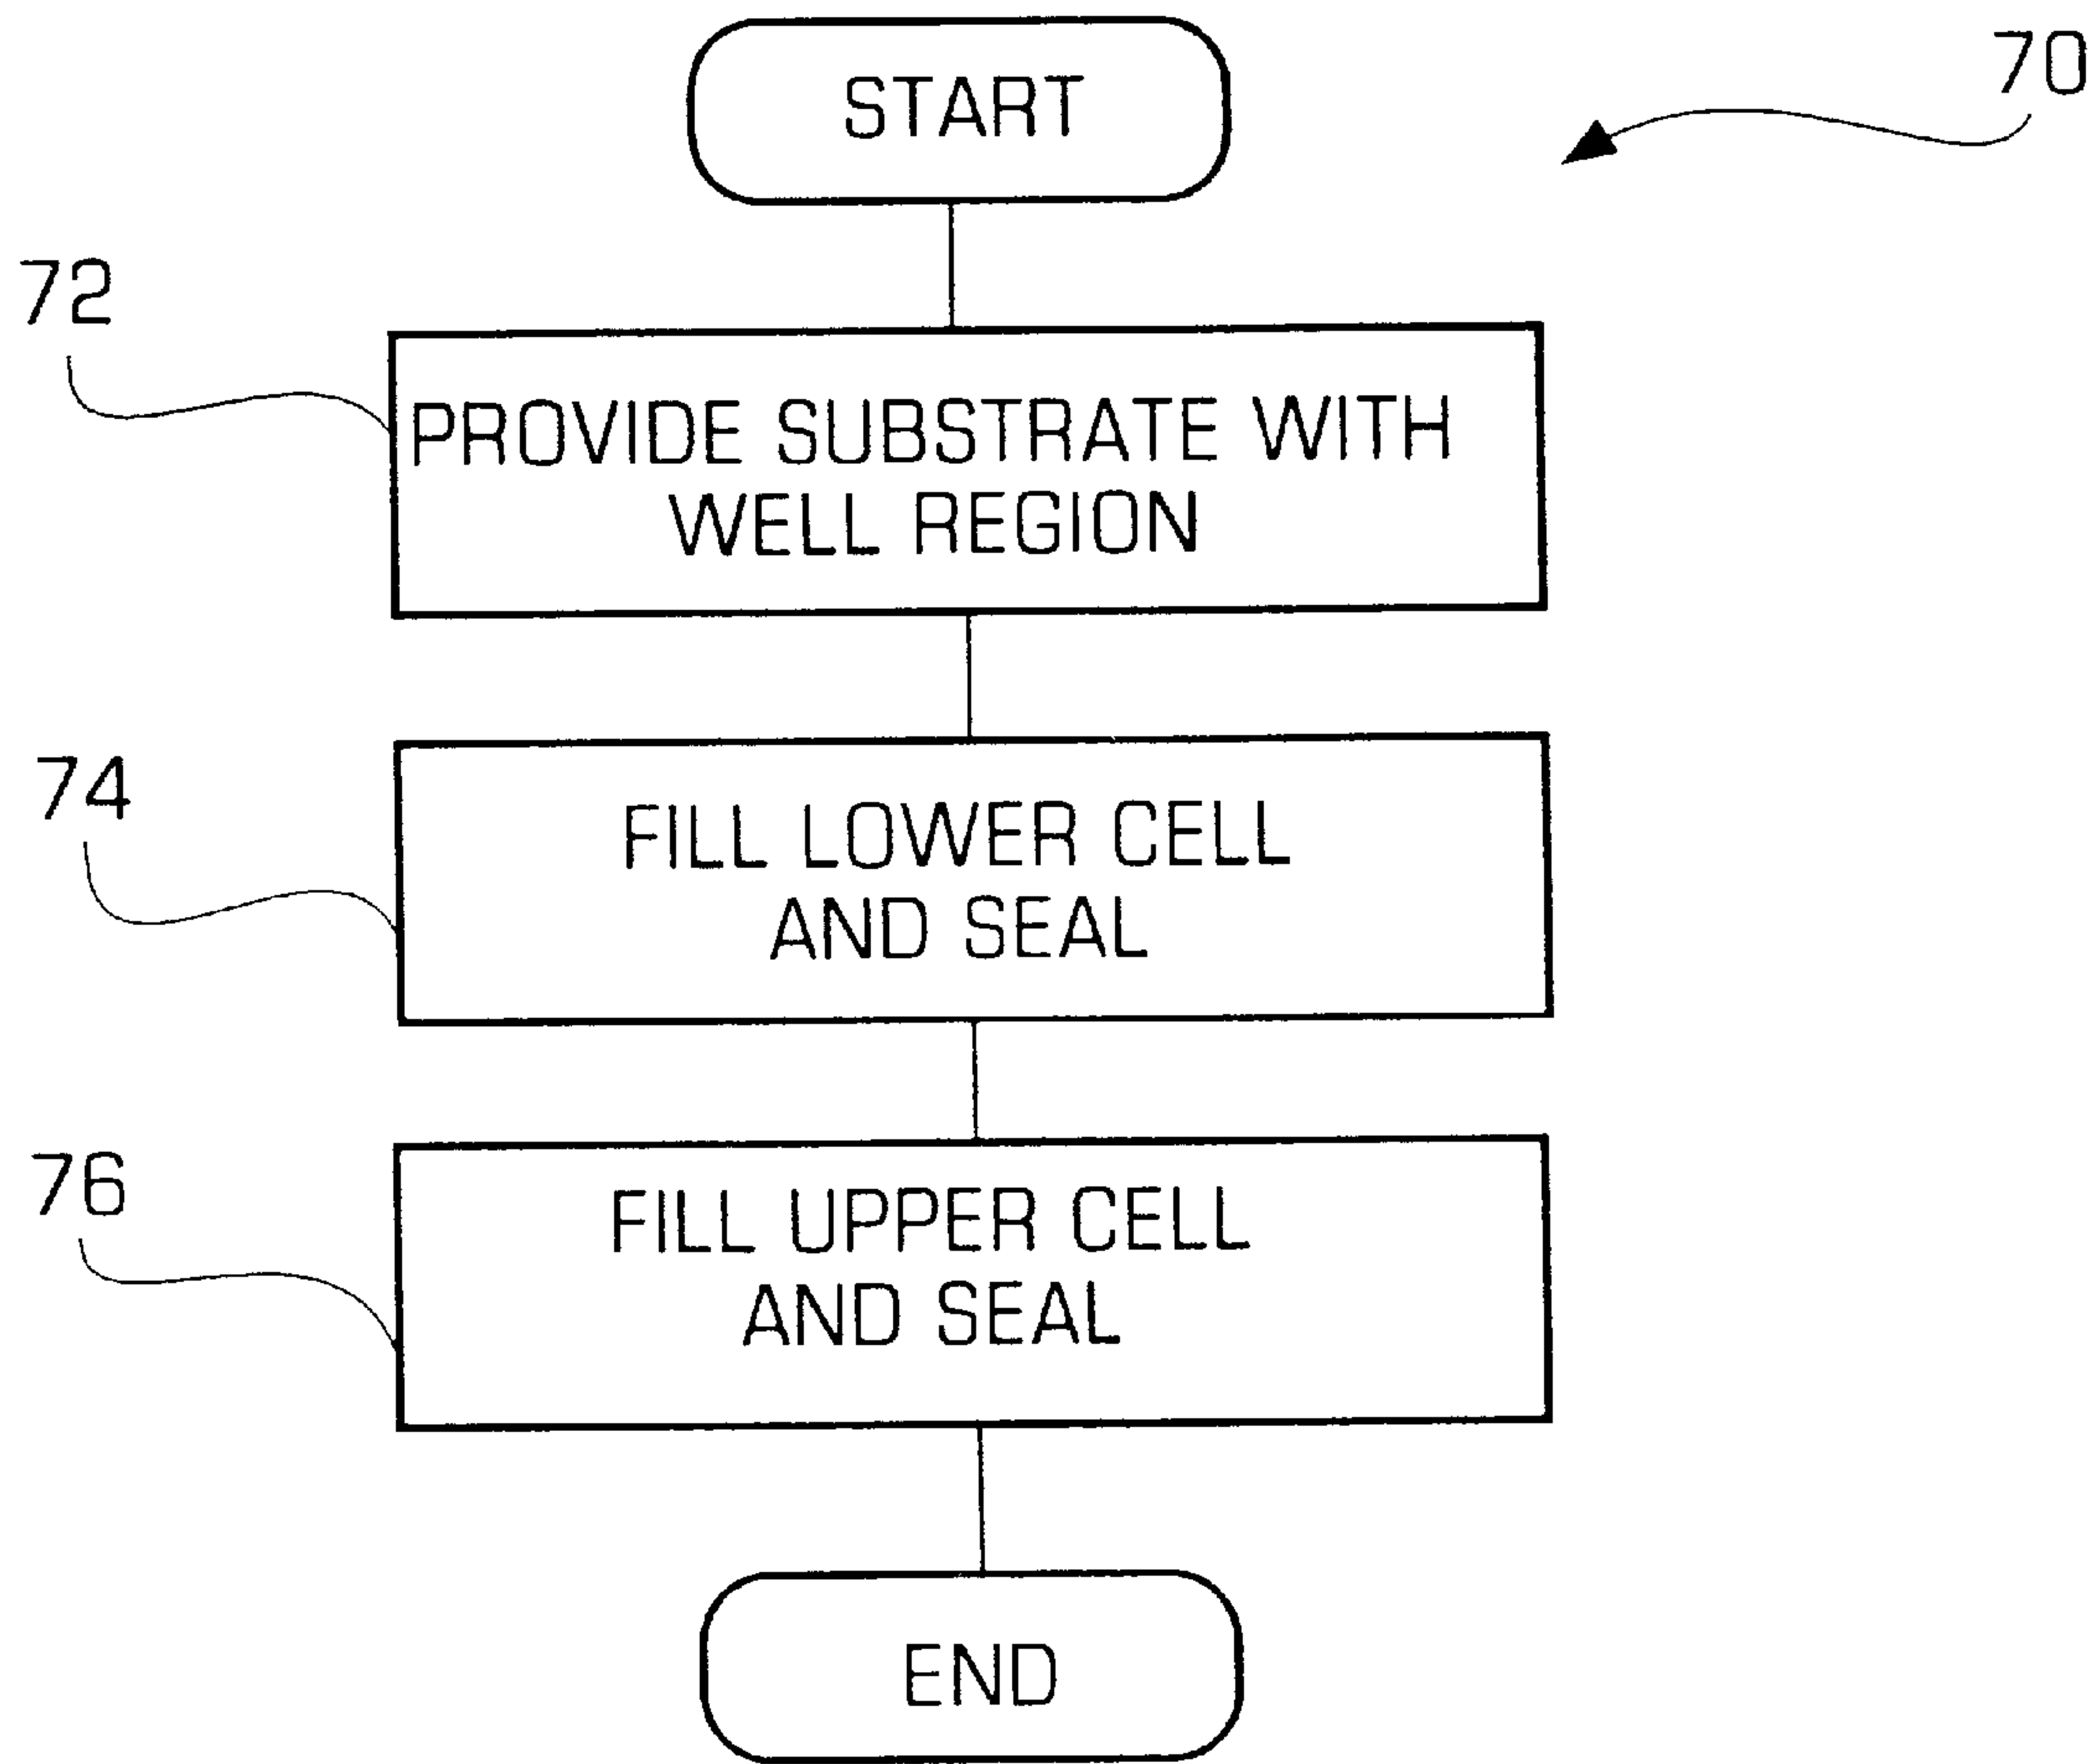 START
70
72
PROVIDE SUBSTRATE WITH
WELL REGION
74
FILL LOWER CELL
AND SEAL
76
FILL UPPER CELL
AND SEAL
END